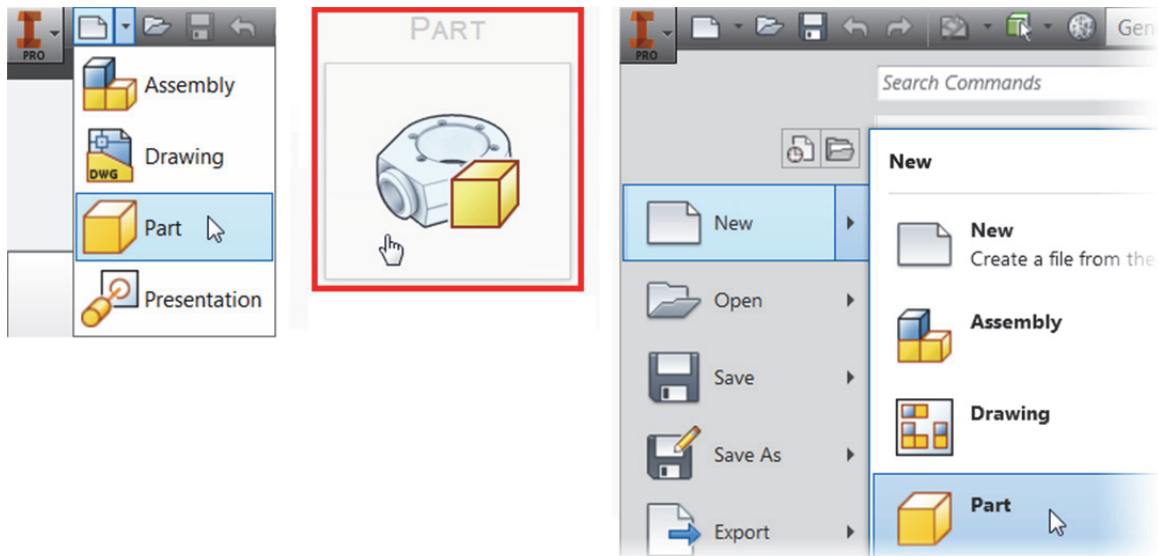 PRO
Assembly
Drawing
DWG
Part
Presentation
PART
PRO
Search Commands
New
Open
Save
Save As
Export
New
New
Create a file from the
Assembly
Drawing
Part